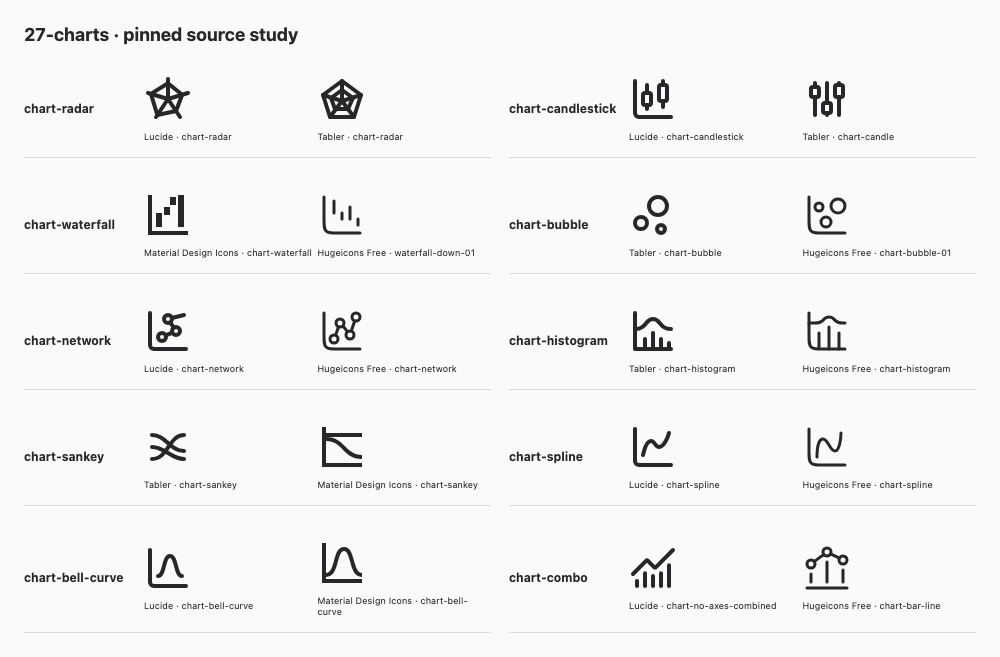 27-charts · pinned source study
chart-radar
Lucide · chart-radar
Tabler · chart-radar
chart-candlestick
Lucide · chart-candlestick
Tabler · chart-candle
chart-waterfall
Material Design Icons · chart-waterfall
Hugeicons Free · waterfall-down-01
chart-bubble
Tabler · chart-bubble
Hugeicons Free · chart-bubble-01
chart-network
Lucide · chart-network
Hugeicons Free · chart-network
chart-histogram
Tabler · chart-histogram
Hugeicons Free · chart-histogram
chart-sankey
Tabler · chart-sankey
Material Design Icons · chart-sankey
chart-spline
Lucide · chart-spline
Hugeicons Free · chart-spline
chart-bell-curve
Lucide · chart-bell-curve
Material Design Icons · chart-bell-
curve
chart-combo
Lucide · chart-no-axes-combined
Hugeicons Free · chart-bar-line